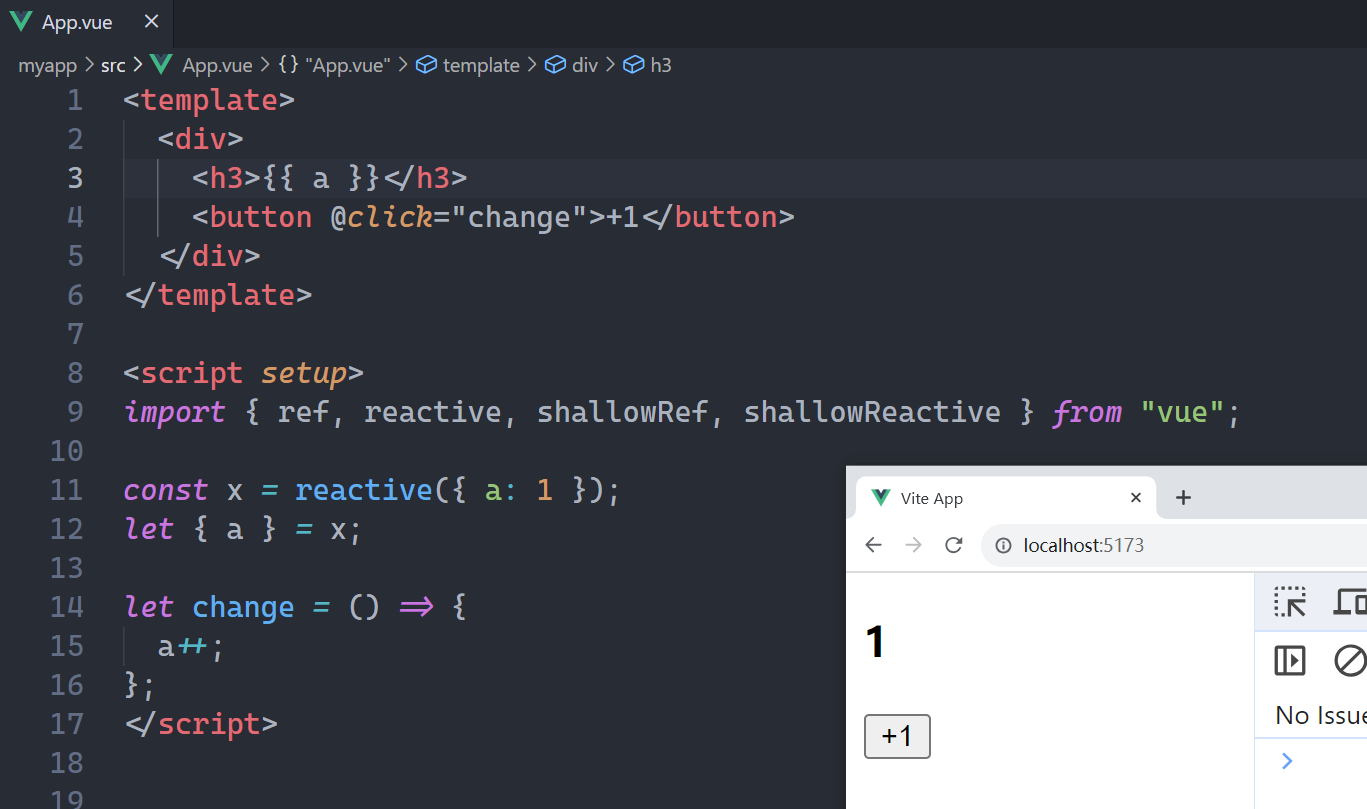 App.vue ×
myapp > src > App.vue > {} "App.vue" > template > div > h3
1 <template>
2   <div>
3     <h3>{{ a }}</h3>
4     <button @click="change">+1</button>
5   </div>
6 </template>
7
8 <script setup>
9 import { ref, reactive, shallowRef, shallowReactive } from "vue";
10
11 const x = reactive({ a: 1 });
12 let { a } = x;
13
14 let change = () => {
15   a++;
16 };
17 </script>
18
19
Vite App × +
localhost:5173
1
+1
No Issue